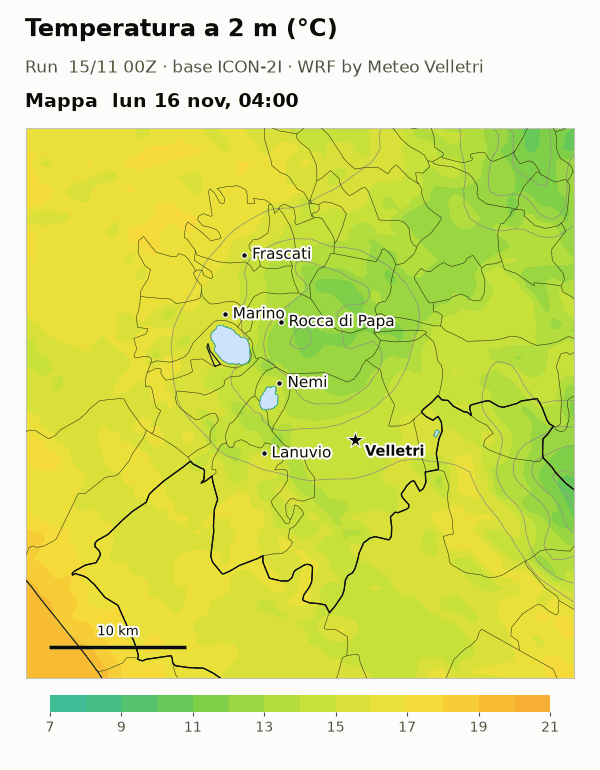 Temperatura a 2 m (°C)
Run  15/11 00Z · base ICON-2I · WRF by Meteo Velletri
Mappa  lun 16 nov, 04:00
Frascati
Marino
Rocca di Papa
Nemi
Velletri
Lanuvio
10 km
7 9 11 13 15 17 19 21